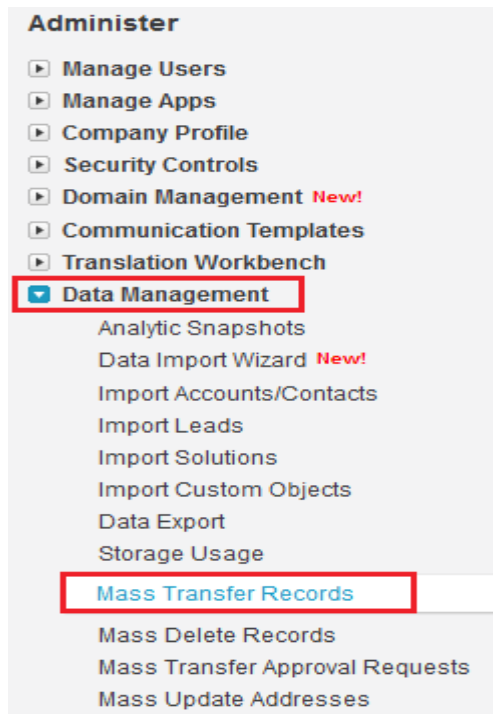 Administer
Manage Users
Manage Apps
Company Profile
Security Controls
Domain Management New!
Communication Templates
Translation Workbench
Data Management
Analytic Snapshots
Data Import Wizard New!
Import Accounts/Contacts
Import Leads
Import Solutions
Import Custom Objects
Data Export
Storage Usage
Mass Transfer Records
Mass Delete Records
Mass Transfer Approval Requests
Mass Update Addresses